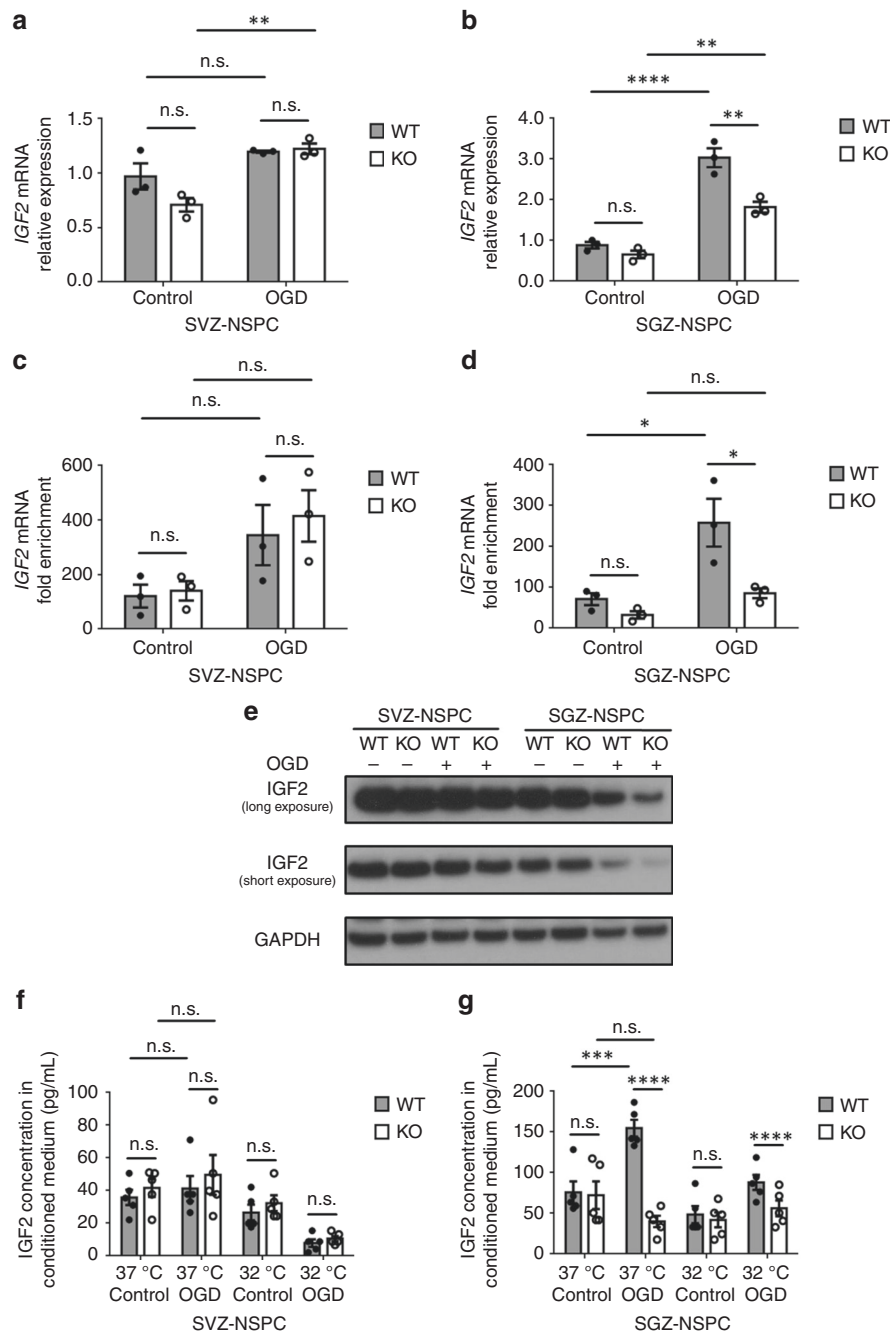 a
**
n.s.
n.s.
n.s.
1.5
1.0
0.5
0.0
IGF2 mRNA
relative expression
Control
OGD
SVZ-NSPC
WT
KO
b
**
****
**
n.s.
4.0
3.0
2.0
1.0
0.0
IGF2 mRNA
relative expression
Control
OGD
SGZ-NSPC
WT
KO
c
n.s.
n.s.
n.s.
n.s.
600
400
200
0
IGF2 mRNA
fold enrichment
Control
OGD
SVZ-NSPC
WT
KO
d
n.s.
*
*
n.s.
400
300
200
100
0
IGF2 mRNA
fold enrichment
Control
OGD
SGZ-NSPC
WT
KO
e
SVZ-NSPC SGZ-NSPC
WT KO WT KO WT KO WT KO
OGD – – + + – – + +
IGF2
(long exposure)
IGF2
(short exposure)
GAPDH
f
n.s.
n.s.
n.s.
n.s.
n.s.
n.s.
100
80
60
40
20
0
IGF2 concentration in
conditioned medium (pg/mL)
37 °C 37 °C 32 °C 32 °C
Control OGD Control OGD
SVZ-NSPC
WT
KO
g
n.s.
***
****
n.s.
n.s.
****
200
150
100
50
0
IGF2 concentration in
conditioned medium (pg/mL)
37 °C 37 °C 32 °C 32 °C
Control OGD Control OGD
SGZ-NSPC
WT
KO